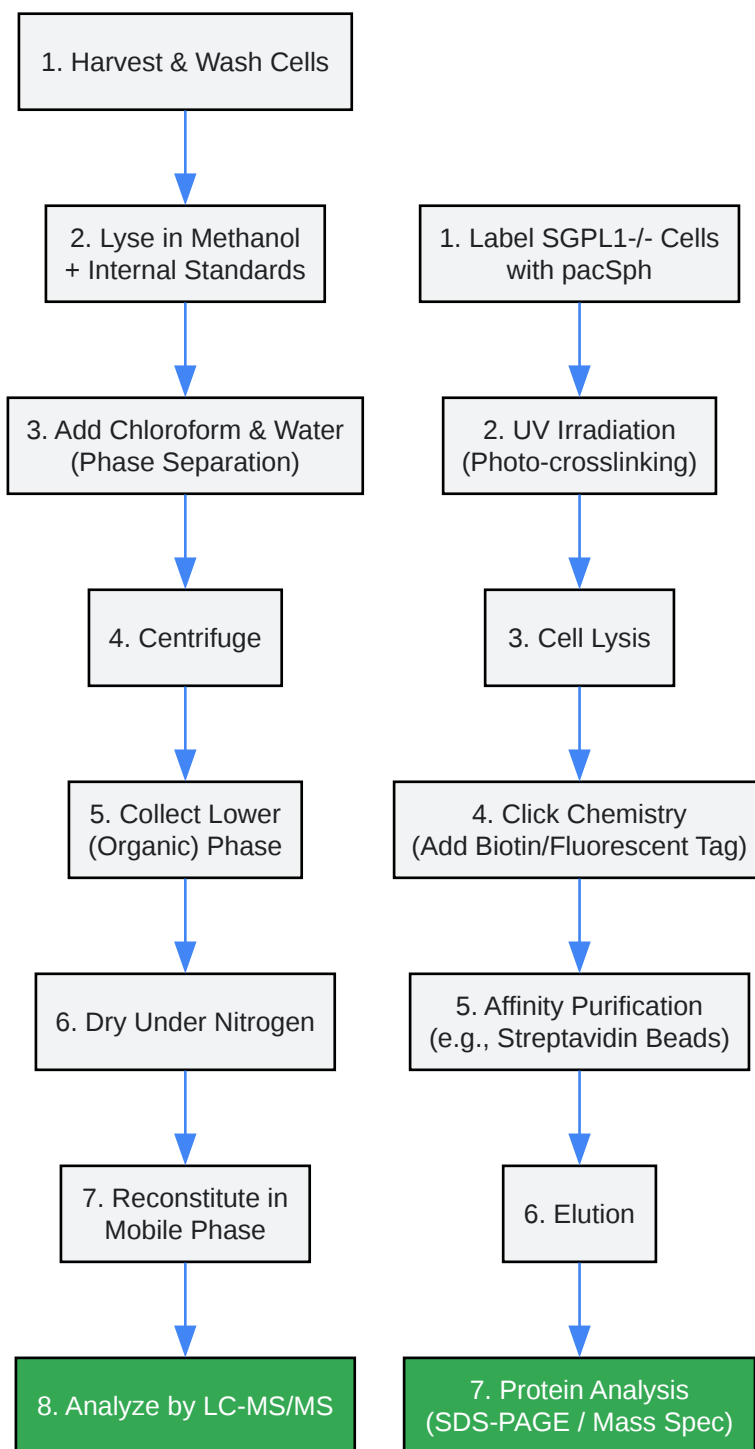 1. Harvest & Wash Cells
2. Lyse in Methanol
+ Internal Standards
3. Add Chloroform & Water
(Phase Separation)
4. Centrifuge
5. Collect Lower
(Organic) Phase
6. Dry Under Nitrogen
7. Reconstitute in
Mobile Phase
8. Analyze by LC-MS/MS
1. Label SGPL1-/- Cells
with pacSph
2. UV Irradiation
(Photo-crosslinking)
3. Cell Lysis
4. Click Chemistry
(Add Biotin/Fluorescent Tag)
5. Affinity Purification
(e.g., Streptavidin Beads)
6. Elution
7. Protein Analysis
(SDS-PAGE / Mass Spec)